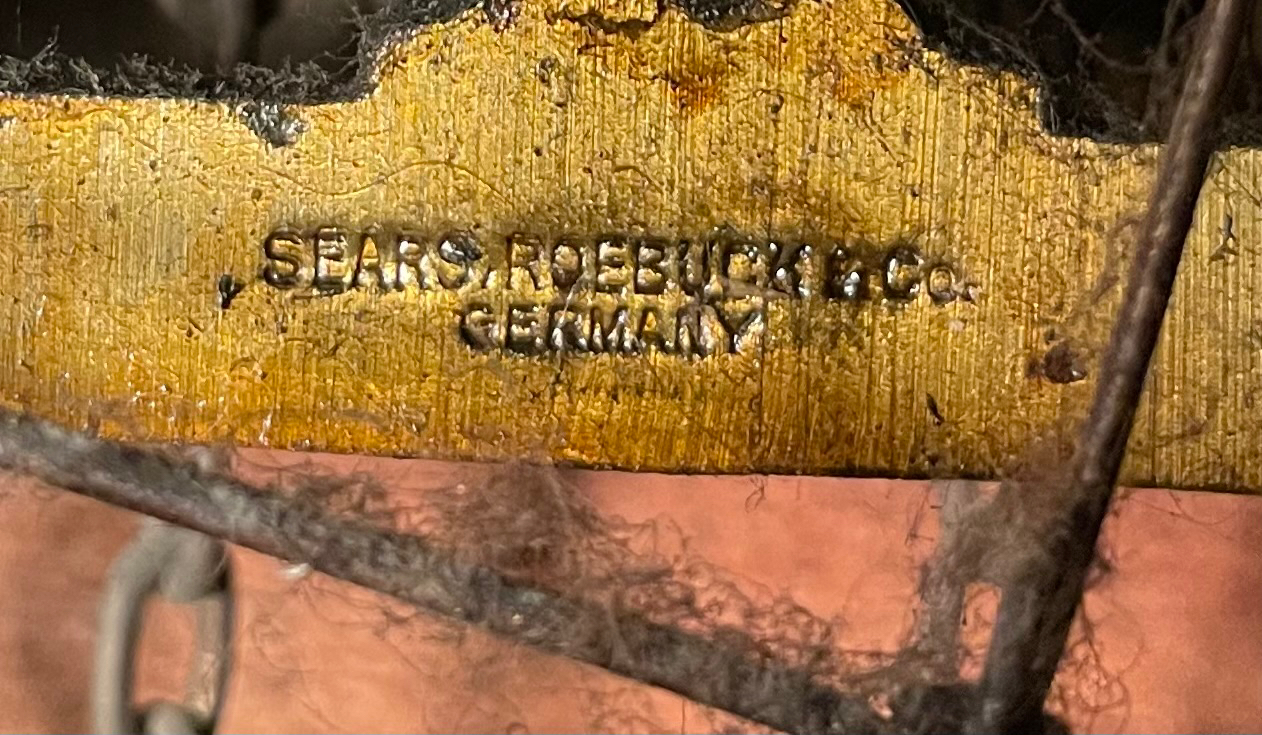 SEARS, ROEBUCK & Co.
GERMANY